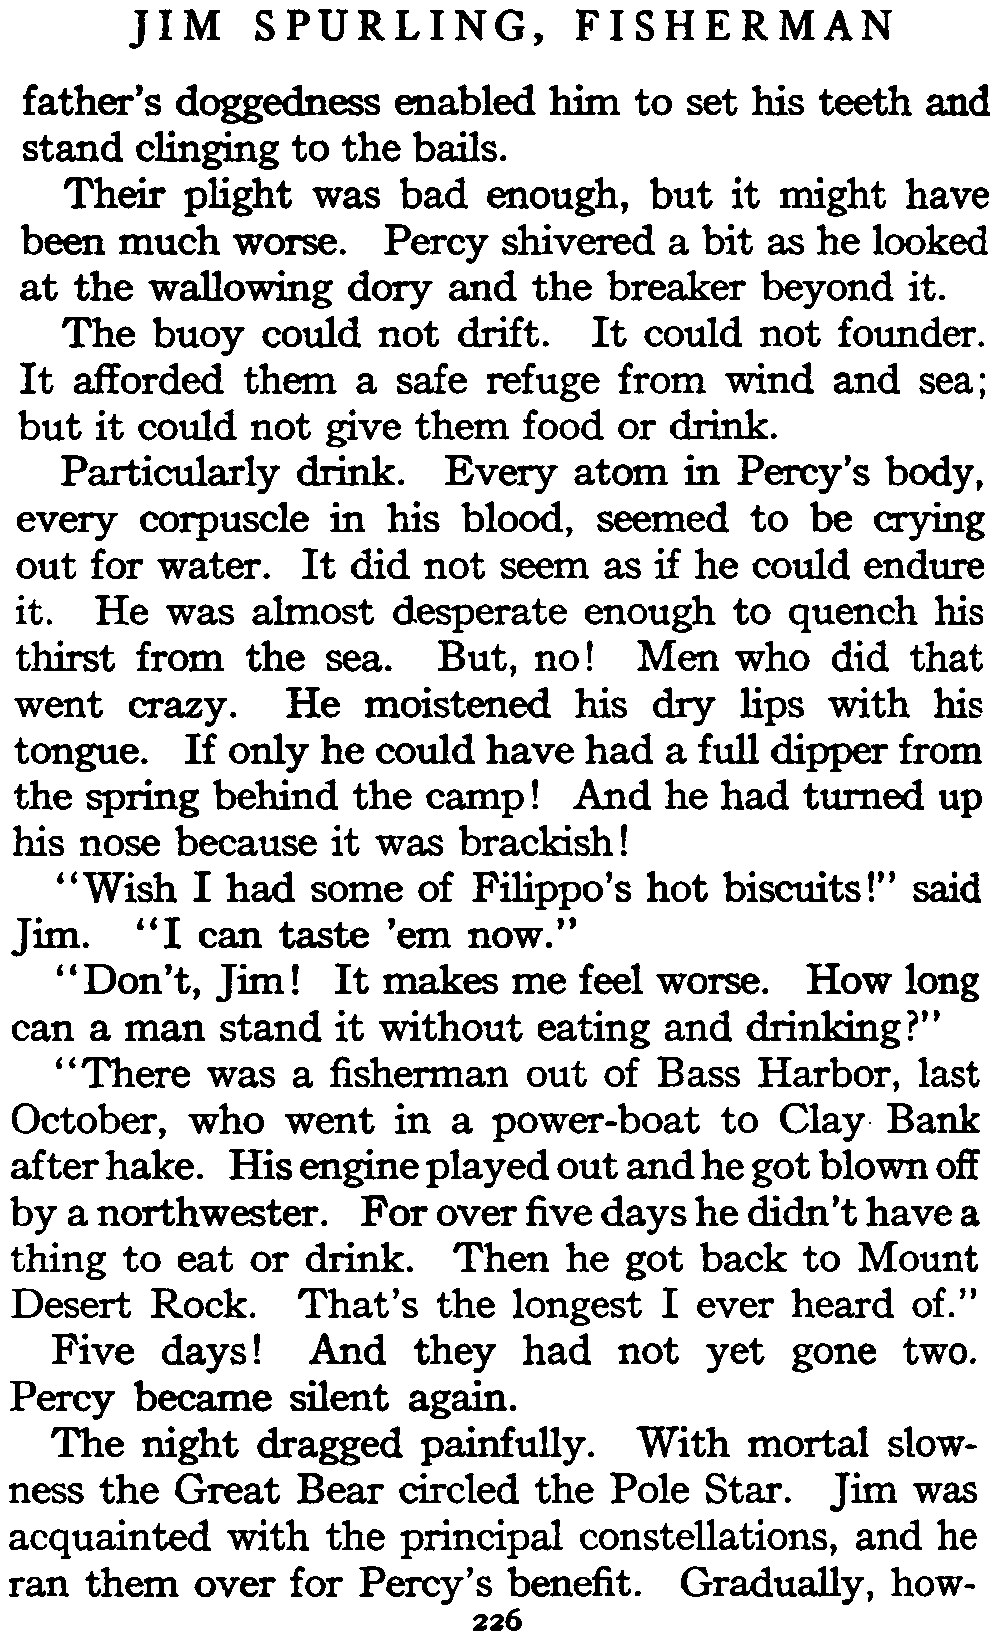 JIM SPURLING, FISHERMAN
father's doggedness enabled him to set his teeth and
stand clinging to the bails.
Their plight was bad enough, but it might have
been much worse. Percy shivered a bit as he looked
at the wallowing dory and the breaker beyond it.
The buoy could not drift. It could not founder.
It afforded them a safe refuge from wind and sea;
but it could not give them food or drink.
Particularly drink. Every atom in Percy's body,
every corpuscle in his blood, seemed to be crying
out for water. It did not seem as if he could endure
it. He was almost desperate enough to quench his
thirst from the sea. But, no! Men who did that
went crazy. He moistened his dry lips with his
tongue. If only he could have had a full dipper from
the spring behind the camp! And he had turned up
his nose because it was brackish!
"Wish I had some of Filippo's hot biscuits!" said
Jim. "I can taste 'em now."
"Don't, Jim! It makes me feel worse. How long
can a man stand it without eating and drinking?"
"There was a fisherman out of Bass Harbor, last
October, who went in a power-boat to Clay Bank
after hake. His engine played out and he got blown off
by a northwester. For over five days he didn't have a
thing to eat or drink. Then he got back to Mount
Desert Rock. That's the longest I ever heard of."
Five days! And they had not yet gone two.
Percy became silent again.
The night dragged painfully. With mortal slow-
ness the Great Bear circled the Pole Star. Jim was
acquainted with the principal constellations, and he
ran them over for Percy's benefit. Gradually, how-
226